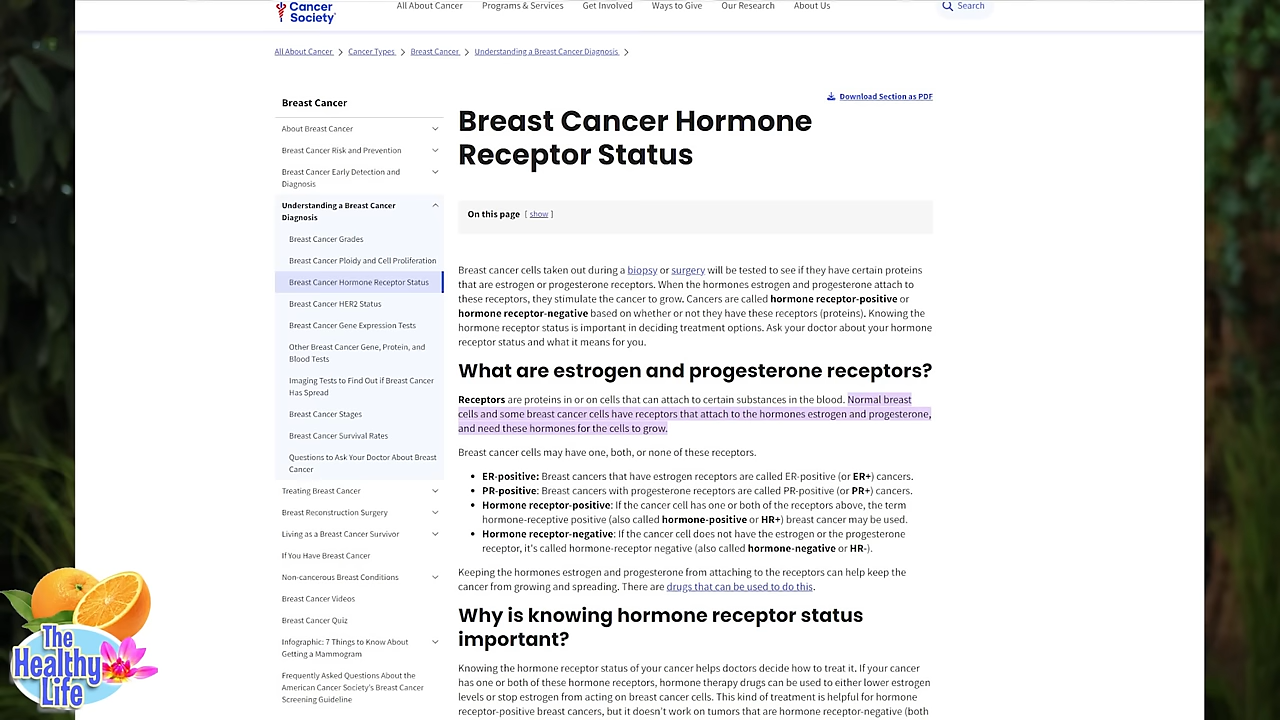 Cancer
Society
All About Cancer
Programs & Services
Get Involved
Ways to Give
Our Research
About Us
Search
All About Cancer
Cancer Types
Breast Cancer
Understanding a Breast Cancer Diagnosis
Breast Cancer
About Breast Cancer
Breast Cancer Risk and Prevention
Breast Cancer Early Detection and
Diagnosis
Understanding a Breast Cancer
Diagnosis
Breast Cancer Grades
Breast Cancer Ploidy and Cell Proliferation
Breast Cancer Hormone Receptor Status
Breast Cancer HER2 Status
Breast Cancer Gene Expression Tests
Other Breast Cancer Gene, Protein, and
Blood Tests
Imaging Tests to Find Out if Breast Cancer
Has Spread
Breast Cancer Stages
Breast Cancer Survival Rates
Questions to Ask Your Doctor About Breast
Cancer
Treating Breast Cancer
Breast Reconstruction Surgery
Living as a Breast Cancer Survivor
If You Have Breast Cancer
Non-cancerous Breast Conditions
Breast Cancer Videos
Breast Cancer Quiz
Infographic: 7 Things to Know About
Getting a Mammogram
Frequently Asked Questions About the
American Cancer Society's Breast Cancer
Screening Guideline
Download Section as PDF
Breast Cancer Hormone
Receptor Status
On this page [ show ]
Breast cancer cells taken out during a biopsy or surgery will be tested to see if they have certain proteins
that are estrogen or progesterone receptors. When the hormones estrogen and progesterone attach to
these receptors, they stimulate the cancer to grow. Cancers are called hormone receptor-positive or
hormone receptor-negative based on whether or not they have these receptors (proteins). Knowing the
hormone receptor status is important in deciding treatment options. Ask your doctor about your hormone
receptor status and what it means for you.
What are estrogen and progesterone receptors?
Receptors are proteins in or on cells that can attach to certain substances in the blood. Normal breast
cells and some breast cancer cells have receptors that attach to the hormones estrogen and progesterone,
and need these hormones for the cells to grow.
Breast cancer cells may have one, both, or none of these receptors.
• ER-positive: Breast cancers that have estrogen receptors are called ER-positive (or ER+) cancers.
• PR-positive: Breast cancers with progesterone receptors are called PR-positive (or PR+) cancers.
• Hormone receptor-positive: If the cancer cell has one or both of the receptors above, the term
hormone-receptive positive (also called hormone-positive or HR+) breast cancer may be used.
• Hormone receptor-negative: If the cancer cell does not have the estrogen or the progesterone
receptor, it's called hormone-receptor negative (also called hormone-negative or HR-).
Keeping the hormones estrogen and progesterone from attaching to the receptors can help keep the
cancer from growing and spreading. There are drugs that can be used to do this.
Why is knowing hormone receptor status
important?
Knowing the hormone receptor status of your cancer helps doctors decide how to treat it. If your cancer
has one or both of these hormone receptors, hormone therapy drugs can be used to either lower estrogen
levels or stop estrogen from acting on breast cancer cells. This kind of treatment is helpful for hormone
receptor-positive breast cancers, but it doesn't work on tumors that are hormone receptor-negative (both
The
Healthy
Life